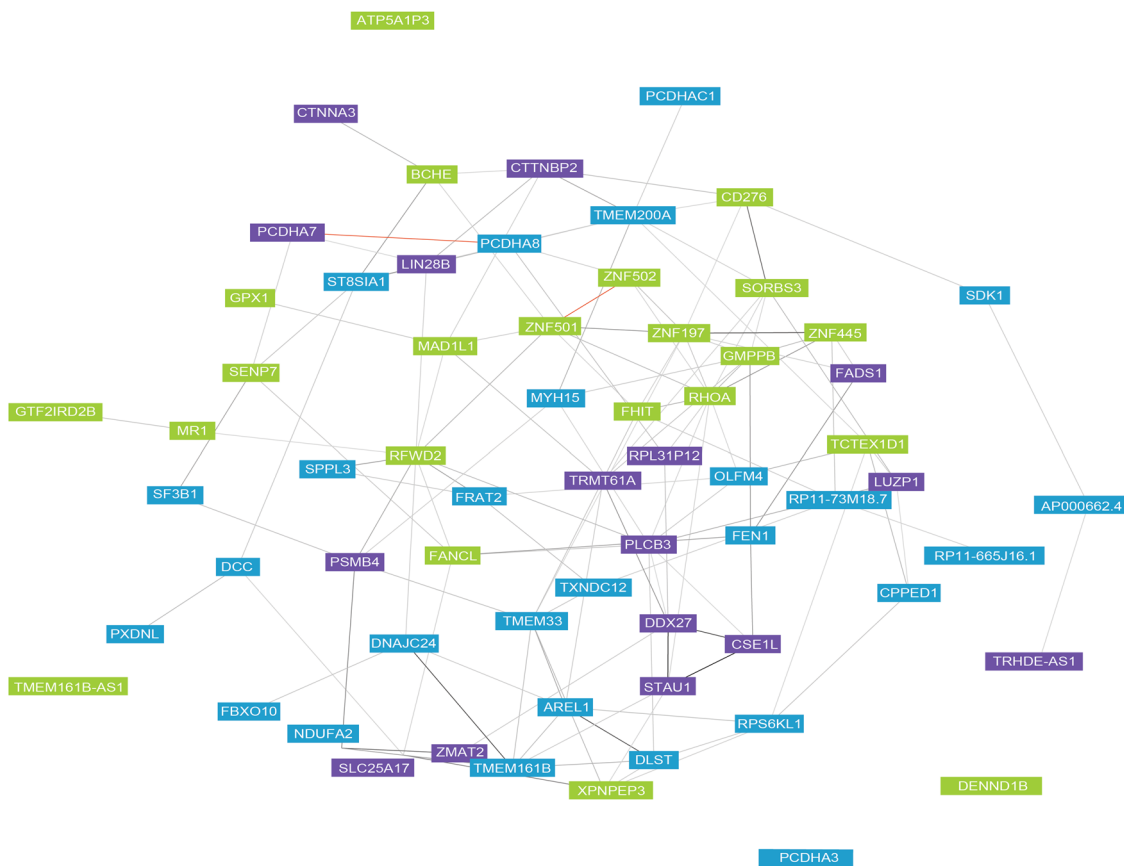 ATP5A1P3
PCDHAC1
CTNNA3
CTTNBP2
BCHE
CD276
TMEM200A
PCDHA7
PCDHA8
LIN28B
ZNF502
ST8SIA1
SORBS3
GPX1
SDK1
ZNF501
ZNF197
ZNF445
MAD1L1
GMPPB
SENP7
FADS1
MYH15
RHOA
GTF2IRD2B
FHIT
MR1
TCTEX1D1
RFWD2
RPL31P12
SPPL3
TRMT61A
OLFM4
LUZP1
SF3B1
FRAT2
RP11-73M18.7
AP000662.4
FEN1
PLCB3
FANCL
RP11-665J16.1
PSMB4
DCC
TXNDC12
CPPED1
TMEM33
DDX27
PXDNL
DNAJC24
CSE1L
TRHDE-AS1
TMEM161B-AS1
STAU1
FBXO10
AREL1
RPS6KL1
NDUFA2
ZMAT2
DLST
SLC25A17
TMEM161B
DENND1B
XPNPEP3
PCDHA3